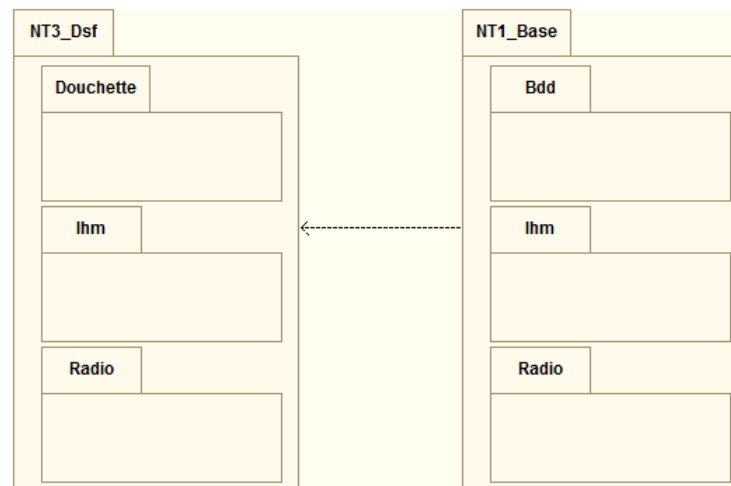 NT3_Dsf
Douchette
Ihm
Radio
NT1_Base
Bdd
Ihm
Radio